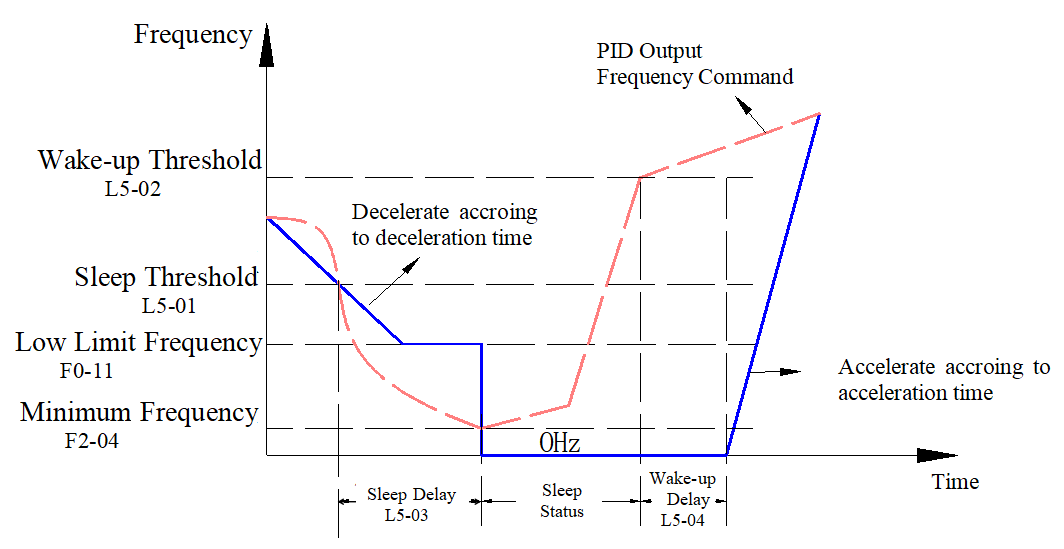 Frequency
PID Output
Frequency Command
Wake-up Threshold
L5-02
Decelerate accroing
to deceleration time
Sleep Threshold
L5-01
Low Limit Frequency
F0-11
Accelerate accroing to
acceleration time
Minimum Frequency
F2-04
0Hz
Time
Sleep Delay
L5-03
Sleep
Status
Wake-up
Delay
L5-04